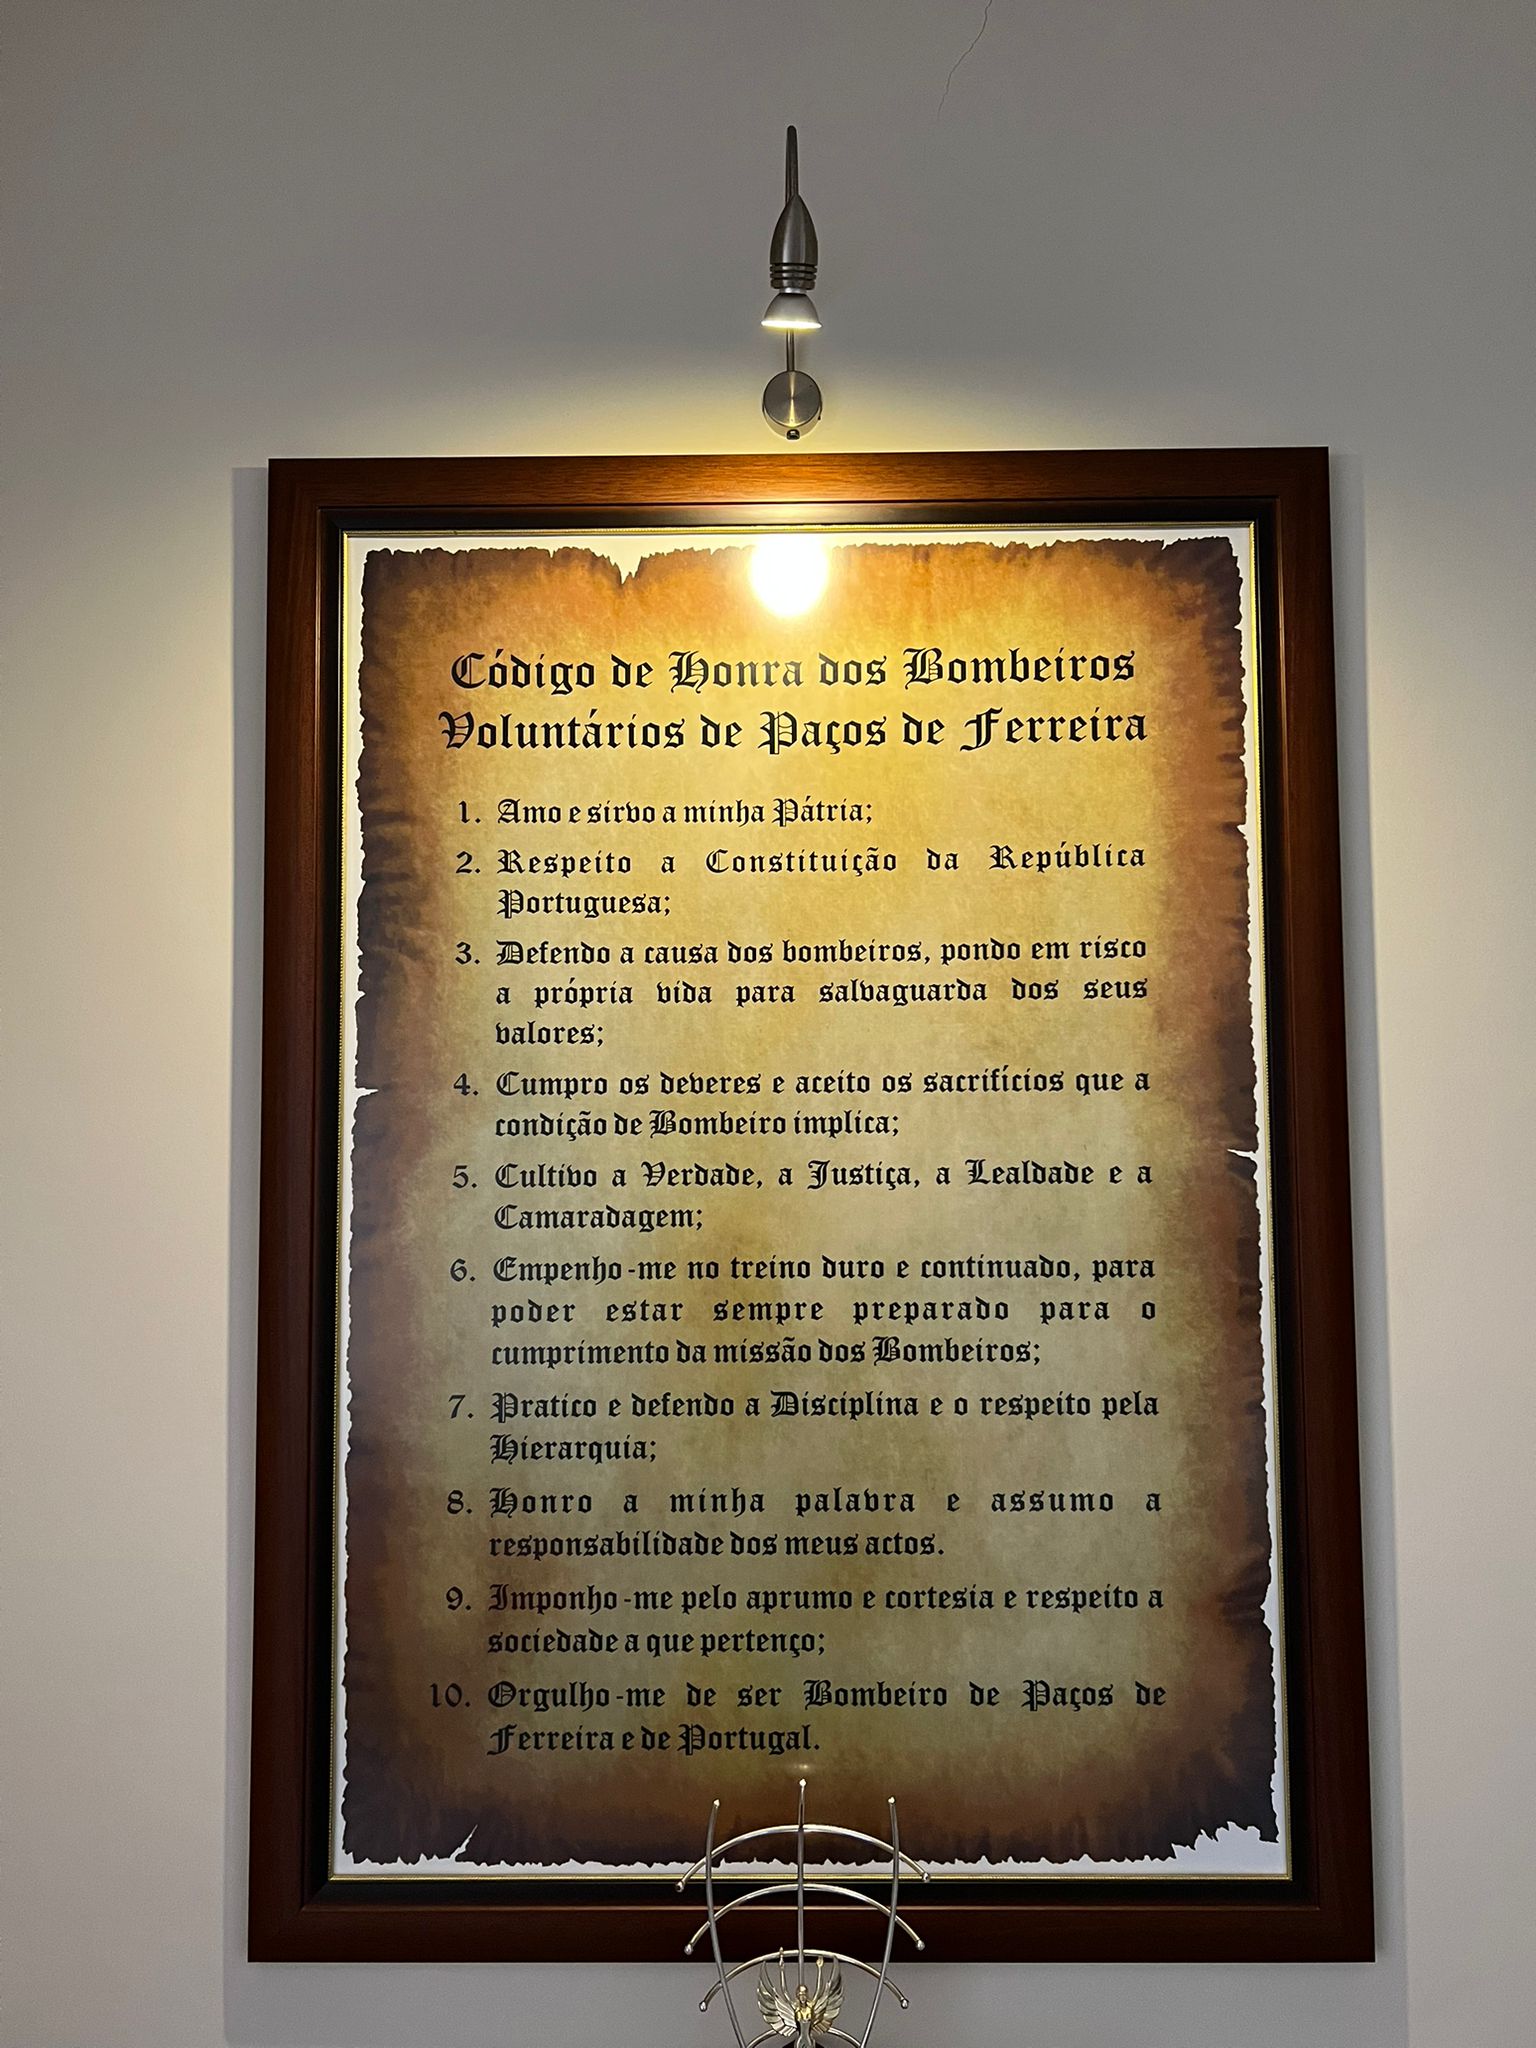 Código de Honra dos Bombeiros
Voluntários de Paços de Ferreira
1. Amo e sirvo a minha Pátria;
2. Respeito a Constituição da República
Portuguesa;
3. Defendo a causa dos bombeiros, pondo em risco
a própria vida para salvaguarda dos seus
valores;
4. Cumpro os deveres e aceito os sacrifícios que a
condição de Bombeiro implica;
5. Cultivo a Verdade, a Justiça, a Lealdade e a
Camaradagem;
6. Empenho-me no treino duro e continuado, para
poder estar sempre preparado para o
cumprimento da missão dos Bombeiros;
7. Pratico e defendo a Disciplina e o respeito pela
Hierarquia;
8. Honro a minha palavra e assumo a
responsabilidade dos meus actos.
9. Imponho-me pelo aprumo e cortesia e respeito a
sociedade a que pertenço;
10. Orgulho-me de ser Bombeiro de Paços de
Ferreira e de Portugal.